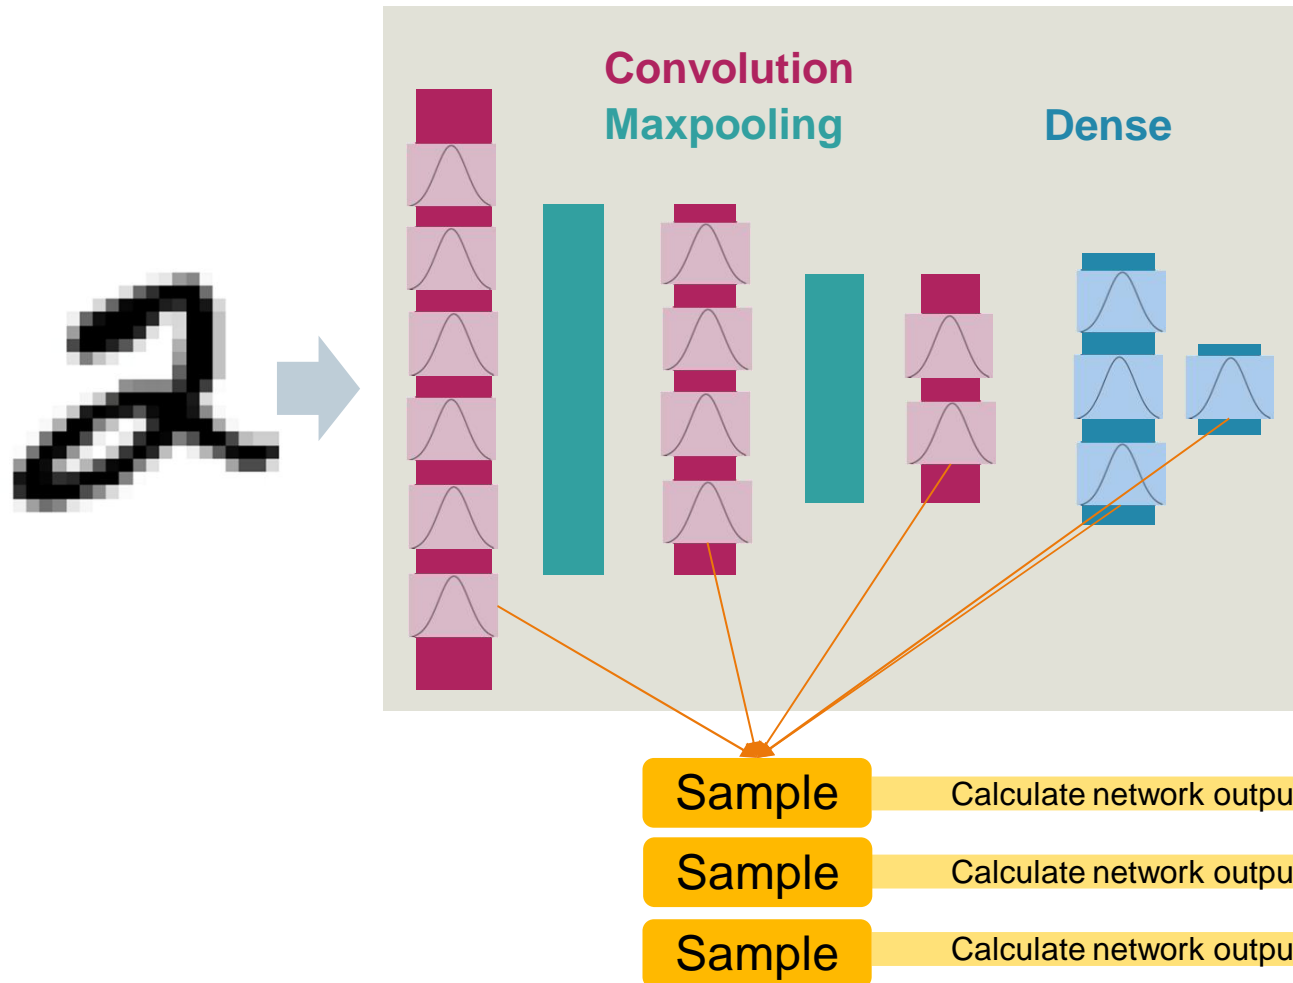 Convolution
Maxpooling
Dense
Sample
Calculate network outpu
Sample
Calculate network outpu
Sample
Calculate network outpu